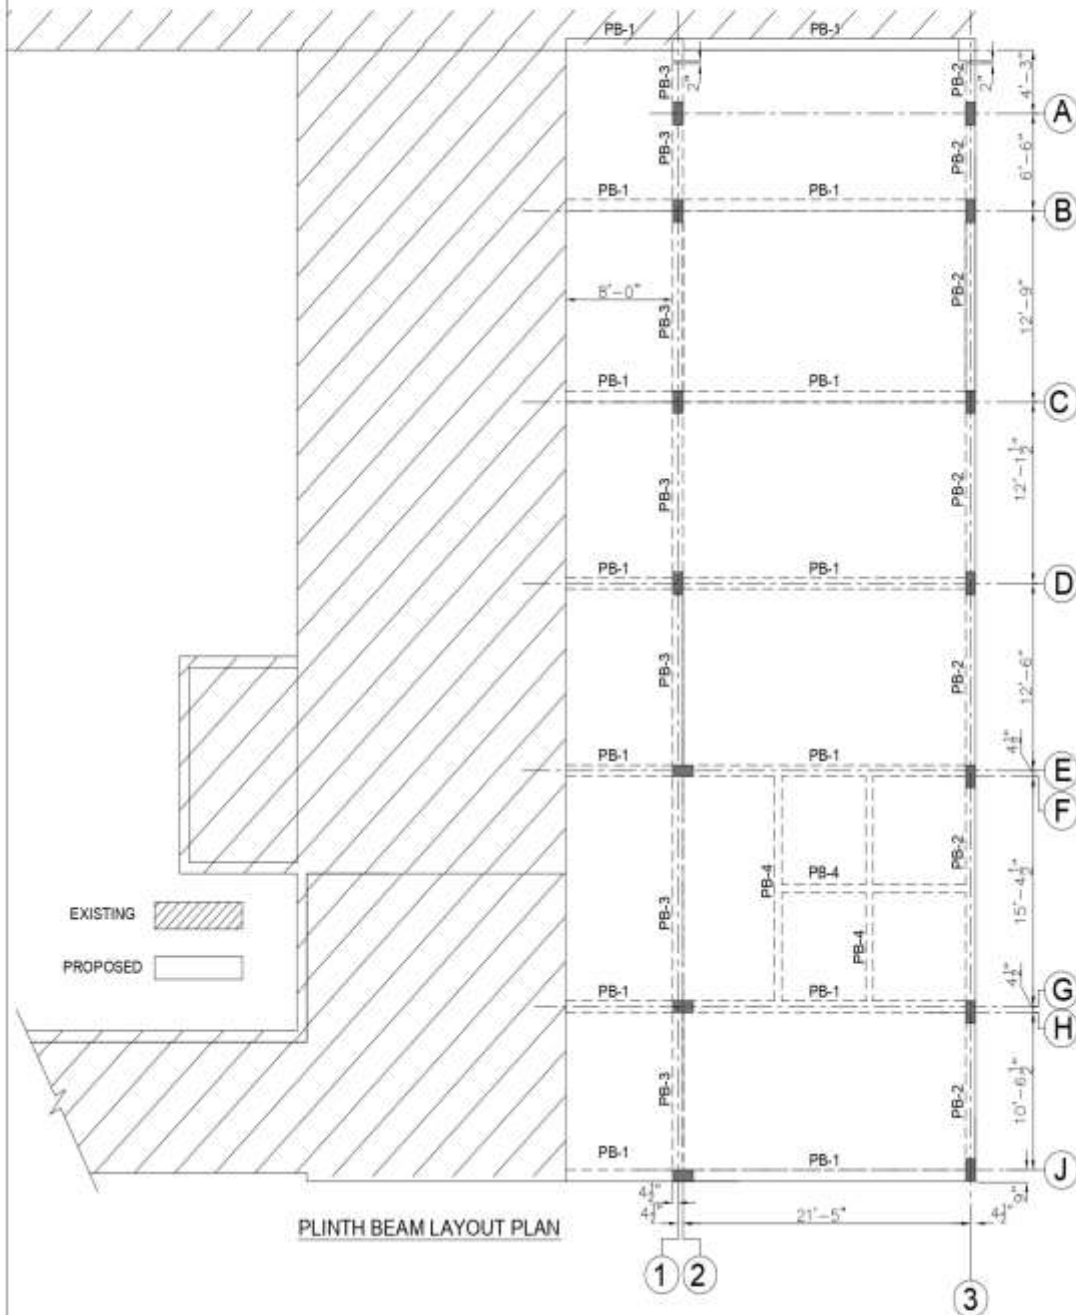 PB-1 PB-1
PB-3 2" PB-2 2" 4'-3"
A
PB-3 PB-2 6'-6"
PB-1 PB-1
B
8'-0" PB-3 PB-2 12'-9"
PB-1 PB-1
C
PB-3 PB-2 12'-1½"
PB-1 PB-1
D
PB-3 PB-2 12'-6"
4½"
PB-1 PB-1
E
F
PB-4 PB-4 PB-2 15'-4½"
EXISTING
PB-3 PB-4
PROPOSED
4½"
PB-1 PB-1
G
H
PB-3 PB-2 10'-6½"
PB-1 PB-1
J
4½" 9"
4½" 21'-5" 4½"
PLINTH BEAM LAYOUT PLAN
1 2
3